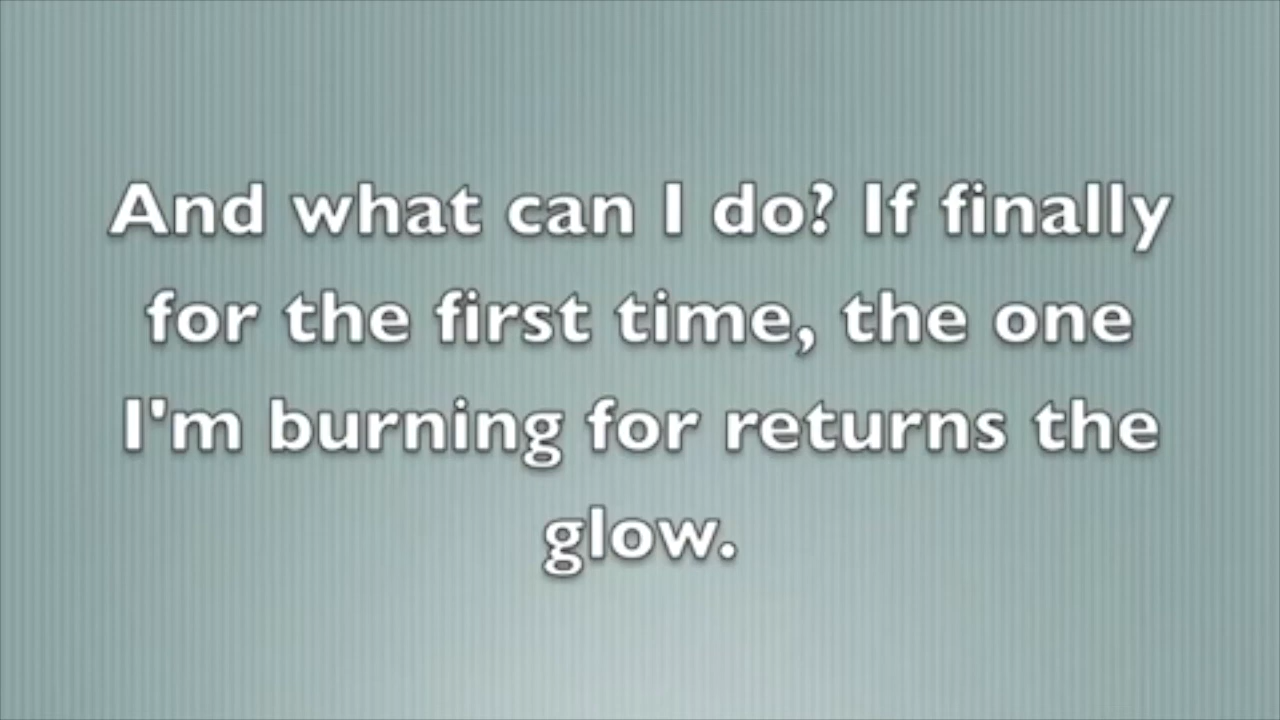 And what can I do? If finally
for the first time, the one
I'm burning for returns the
glow.